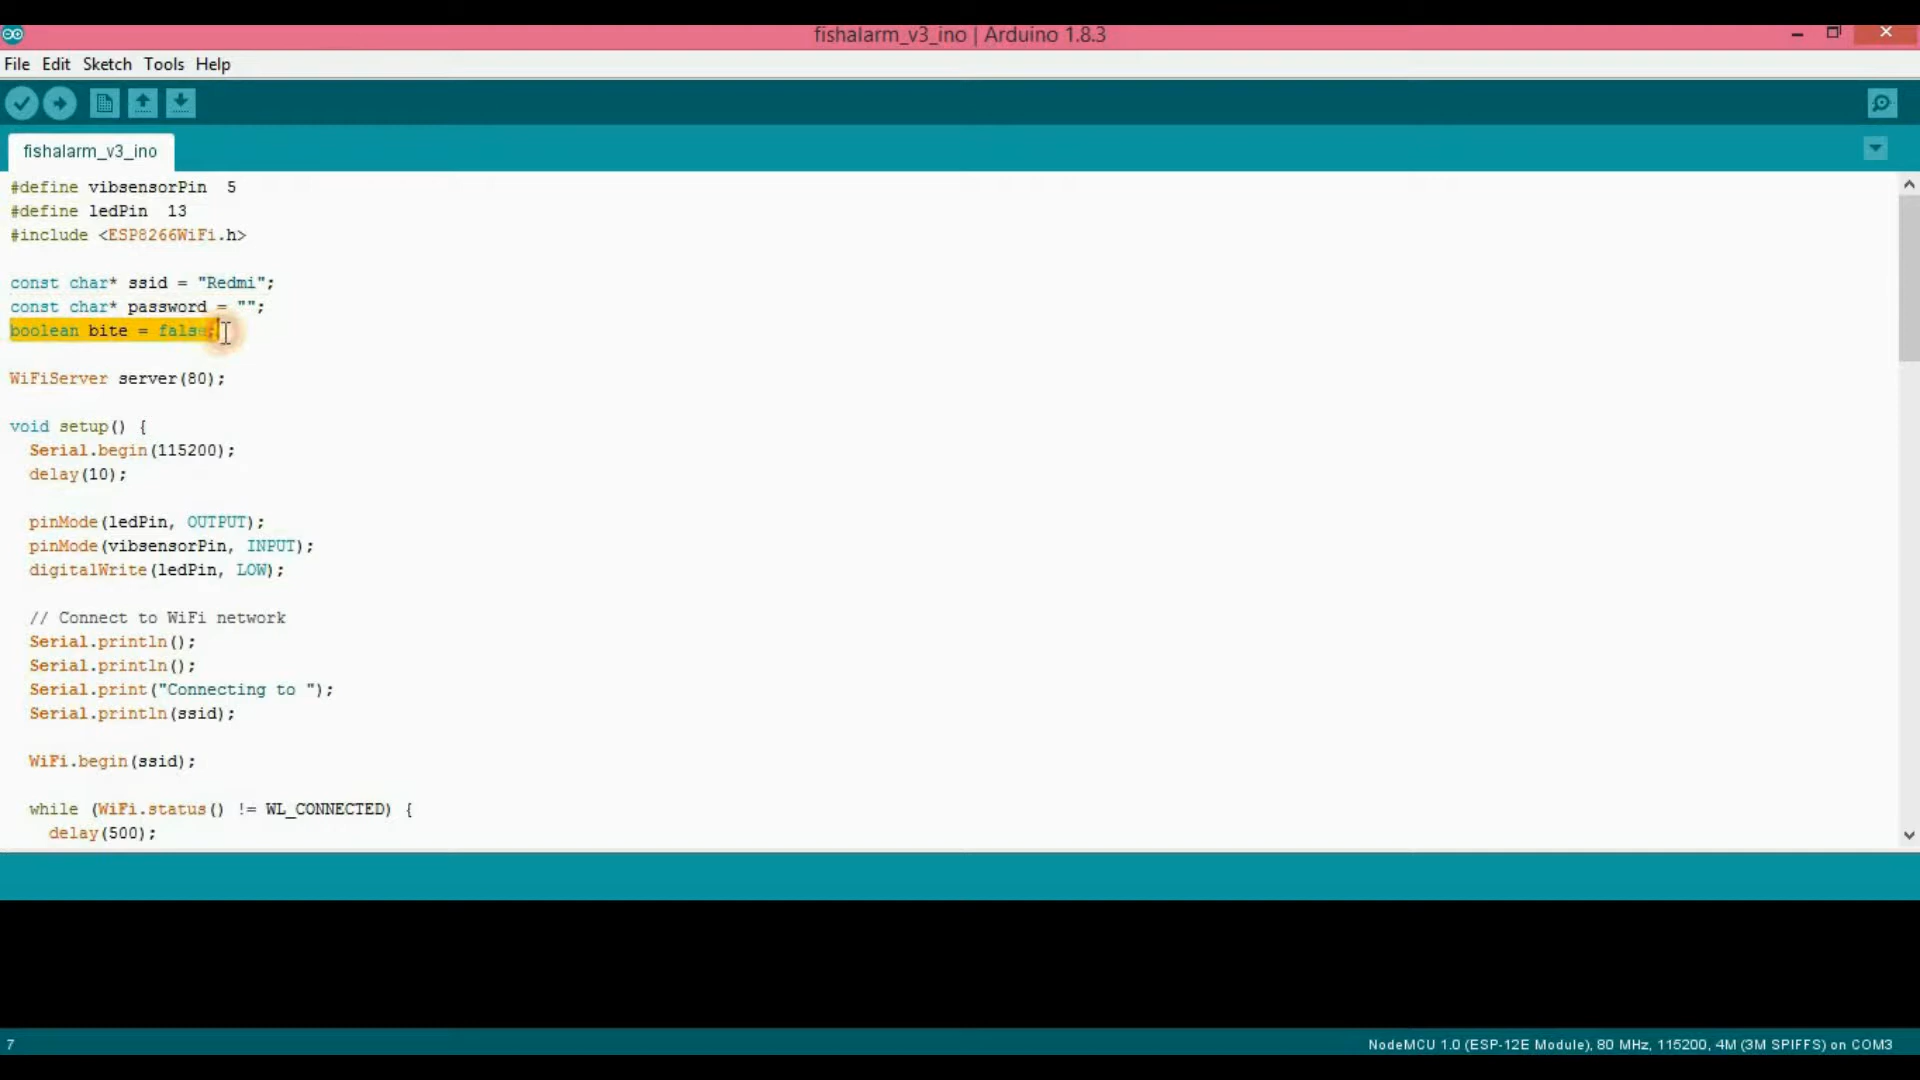 fishalarm_v3_ino | Arduino 1.8.3
File Edit Sketch Tools Help
fishalarm_v3_ino
#define vibsensorPin  5
#define ledPin  13
#include <ESP8266WiFi.h>
const char* ssid = "Redmi";
const char* password = "";
boolean bite = false;
WiFiServer server(80);
void setup() {
  Serial.begin(115200);
  delay(10);
  pinMode(ledPin, OUTPUT);
  pinMode(vibsensorPin, INPUT);
  digitalWrite(ledPin, LOW);
  // Connect to WiFi network
  Serial.println();
  Serial.println();
  Serial.print("Connecting to ");
  Serial.println(ssid);
  WiFi.begin(ssid);
  while (WiFi.status() != WL_CONNECTED) {
    delay(500);
7 NodeMCU 1.0 (ESP-12E Module), 80 MHz, 115200, 4M (3M SPIFFS) on COM3